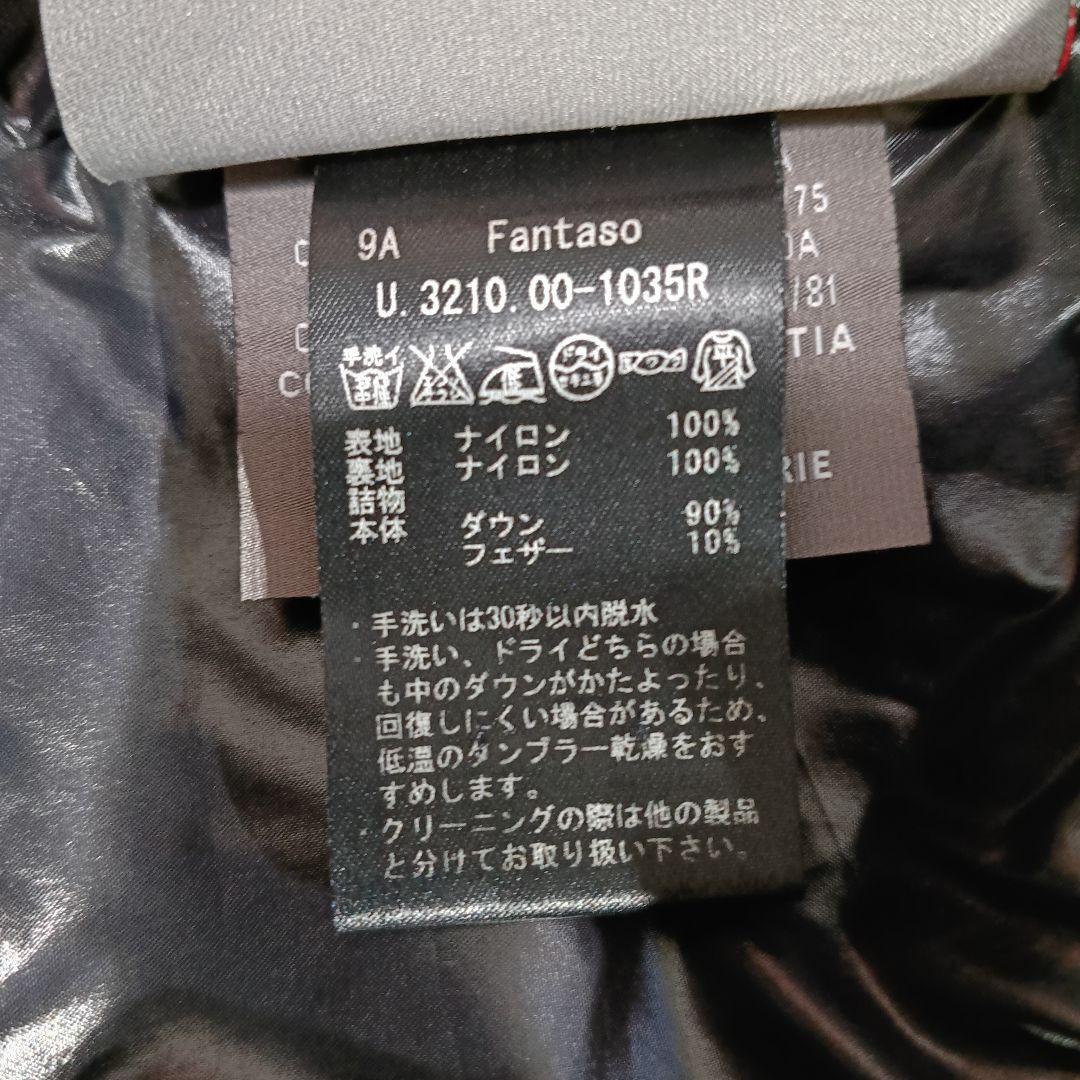 9A Fantaso
U.3210.00-1035R
手洗イ
ドライ
表地 ナイロン 100%
裏地 ナイロン 100%
詰物
本体 ダウン 90%
フェザー 10%
・手洗いは30秒以内脱水
・手洗い、ドライどちらの場合
も中のダウンがかたよったり、
回復しにくい場合があるため、
低温のタンブラー乾燥をおす
すめします。
・クリーニングの際は他の製品
と分けてお取り扱い下さい。
75
/81
TIA
RIE